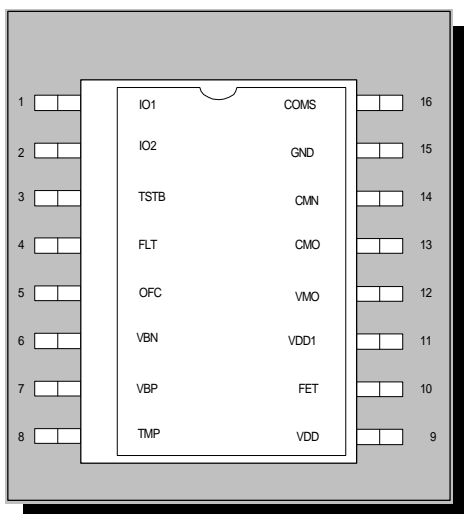 1 IO1 COMS 16
2 IO2 GND 15
3 TSTB CMN 14
4 FLT CMO 13
5 OFC VMO 12
6 VBN VDD1 11
7 VBP FET 10
8 TMP VDD 9